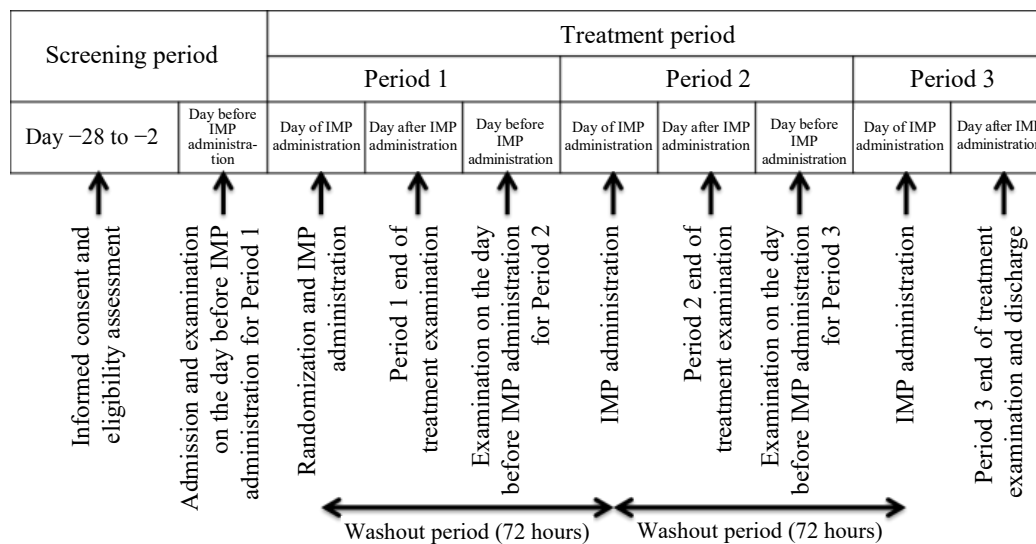 Screening period
Treatment period
Period 1
Period 2
Period 3
Day −28 to −2
Day before
IMP
administra-
tion
Day of IMP
administration
Day after IMP
administration
Day before
IMP
administration
Day of IMP
administration
Day after IMP
administration
Day before
IMP
administration
Day of IMP
administration
Day after IMP
administration
Informed consent and
eligibility assessment
Admission and examination
on the day before IMP
administration for Period 1
Randomization and IMP
administration
Period 1 end of
treatment examination
Examination on the day
before IMP administration
for Period 2
IMP administration
Period 2 end of
treatment examination
Examination on the day
before IMP administration
for Period 3
IMP administration
Period 3 end of treatment
examination and discharge
Washout period (72 hours)
Washout period (72 hours)